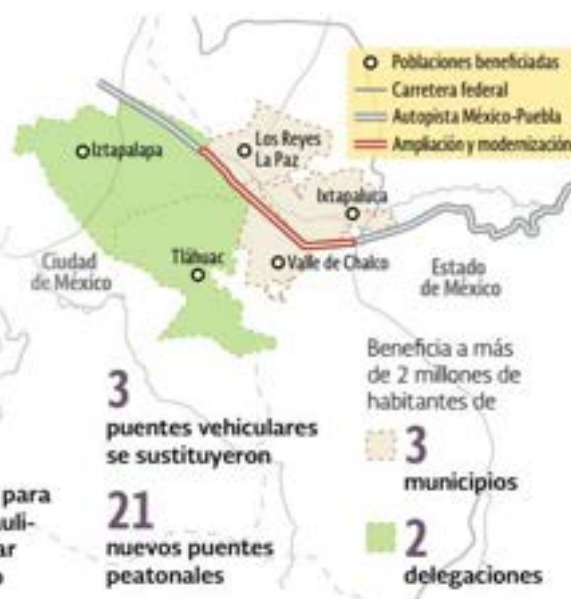 Poblaciones beneficiadas
Carretera federal
Autopista México-Puebla
Ampliación y modernización
Iztapalapa
Los Reyes
La Paz
Ixtapaluca
Tláhuac
Valle de Chalco
Ciudad
de México
Estado
de México
Beneficia a más
de 2 millones de
habitantes de
3
municipios
2
delegaciones
3
puentes vehiculares
se sustituyeron
21
nuevos puentes
peatonales
para